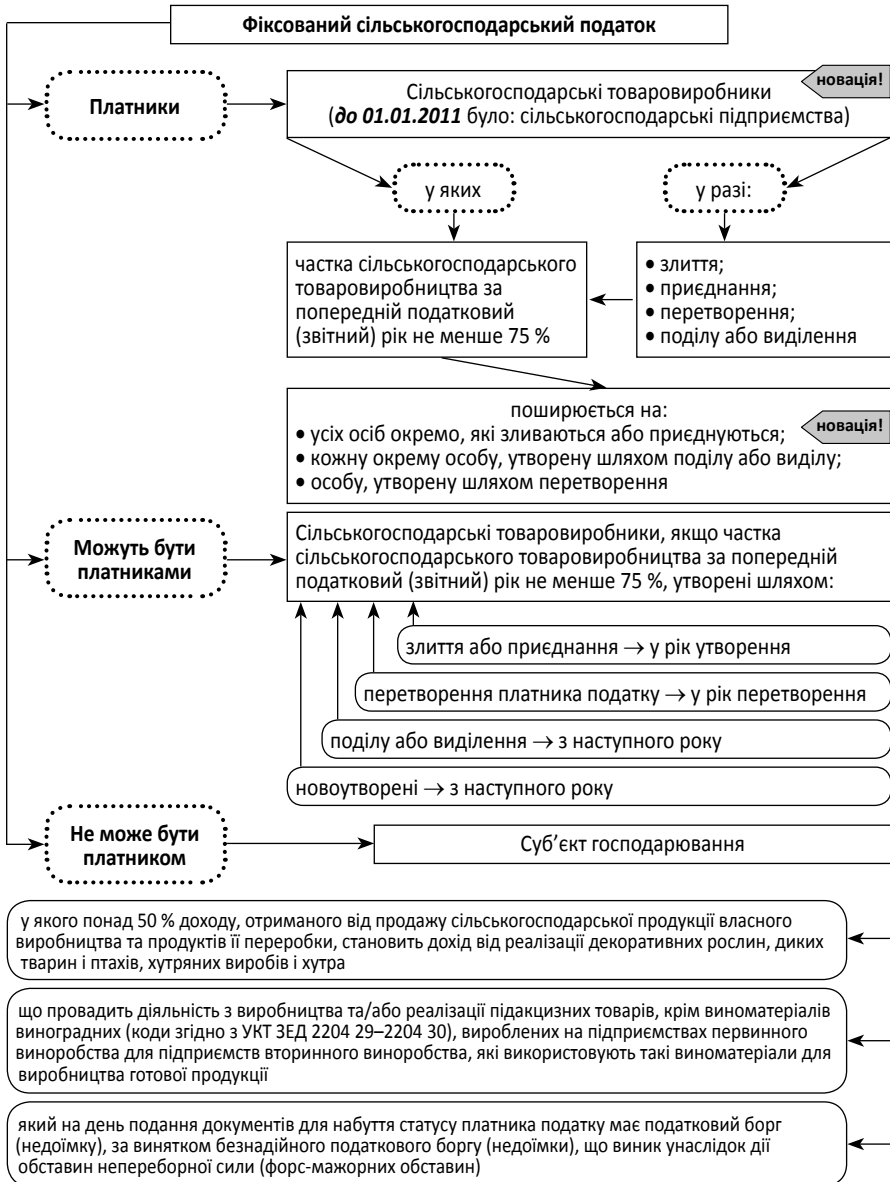 Фіксований сільськогосподарський податок
новація!
Платники
Сільськогосподарські товаровиробники
(до 01.01.2011 було: сільськогосподарські підприємства)
у яких
у разі:
частка сільськогосподарського
товаровиробництва за
попередній податковий
(звітний) рік не менше 75 %
• злиття;
• приєднання;
• перетворення;
• поділу або виділення
поширюється на:
новація!
• усіх осіб окремо, які зливаються або приєднуються;
• кожну окрему особу, утворену шляхом поділу або виділу;
• особу, утворену шляхом перетворення
Можуть бути
платниками
Сільськогосподарські товаровиробники, якщо частка
сільськогосподарського товаровиробництва за попередній
податковий (звітний) рік не менше 75 %, утворені шляхом:
злиття або приєднання → у рік утворення
перетворення платника податку → у рік перетворення
поділу або виділення → з наступного року
новоутворені → з наступного року
Не може бути
платником
Суб’єкт господарювання
у якого понад 50 % доходу, отриманого від продажу сільськогосподарської продукції власного
виробництва та продуктів її переробки, становить дохід від реалізації декоративних рослин, диких
тварин і птахів, хутряних виробів і хутра
що провадить діяльність з виробництва та/або реалізації підакцизних товарів, крім виноматеріалів
виноградних (коди згідно з УКТ ЗЕД 2204 29–2204 30), вироблених на підприємствах первинного
виноробства для підприємств вторинного виноробства, які використовують такі виноматеріали для
виробництва готової продукції
який на день подання документів для набуття статусу платника податку має податковий борг
(недоїмку), за винятком безнадійного податкового боргу (недоїмки), що виник унаслідок дії
обставин непереборної сили (форс-мажорних обставин)